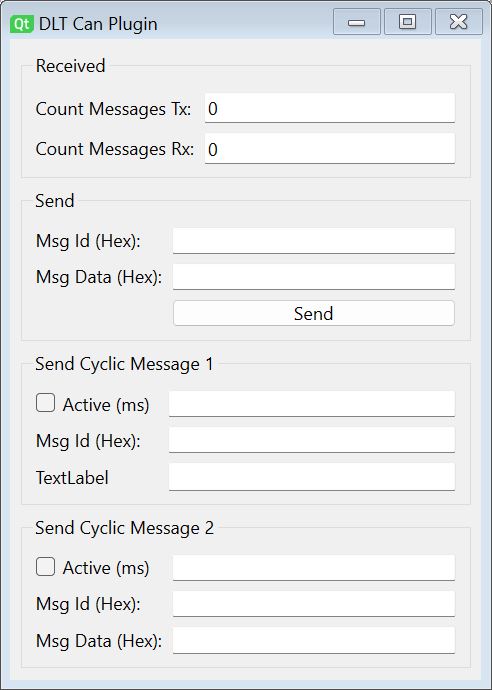 Qt DLT Can Plugin
Received
Count Messages Tx: 0
Count Messages Rx: 0
Send
Msg Id (Hex):
Msg Data (Hex):
Send
Send Cyclic Message 1
Active (ms)
Msg Id (Hex):
TextLabel
Send Cyclic Message 2
Active (ms)
Msg Id (Hex):
Msg Data (Hex):